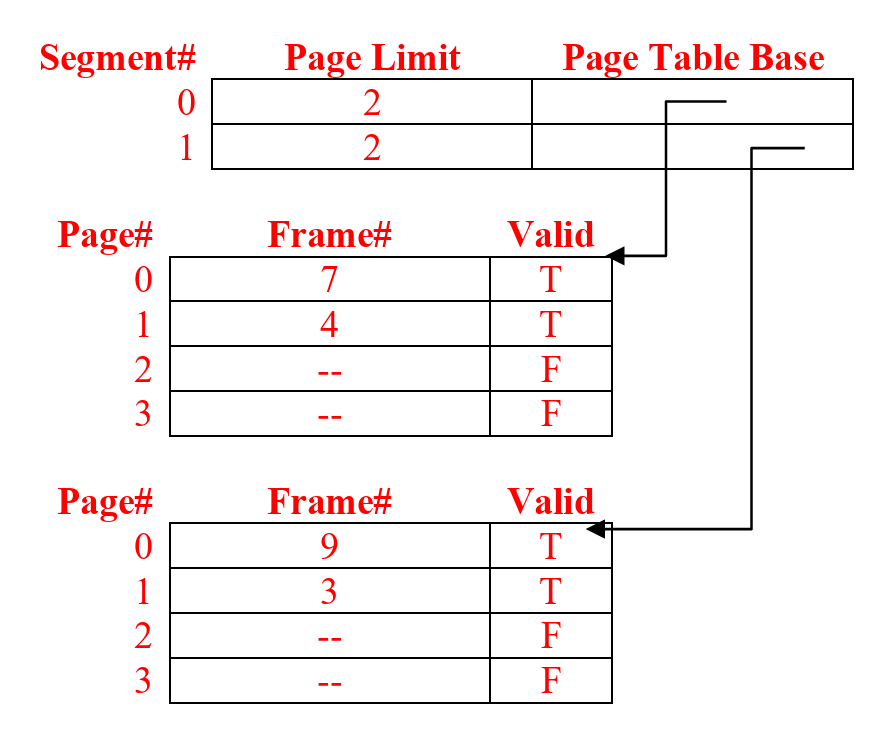 Segment# Page Limit Page Table Base
0 2
1 2
Page# Frame# Valid
0 7 T
1 4 T
2 -- F
3 -- F
Page# Frame# Valid
0 9 T
1 3 T
2 -- F
3 -- F